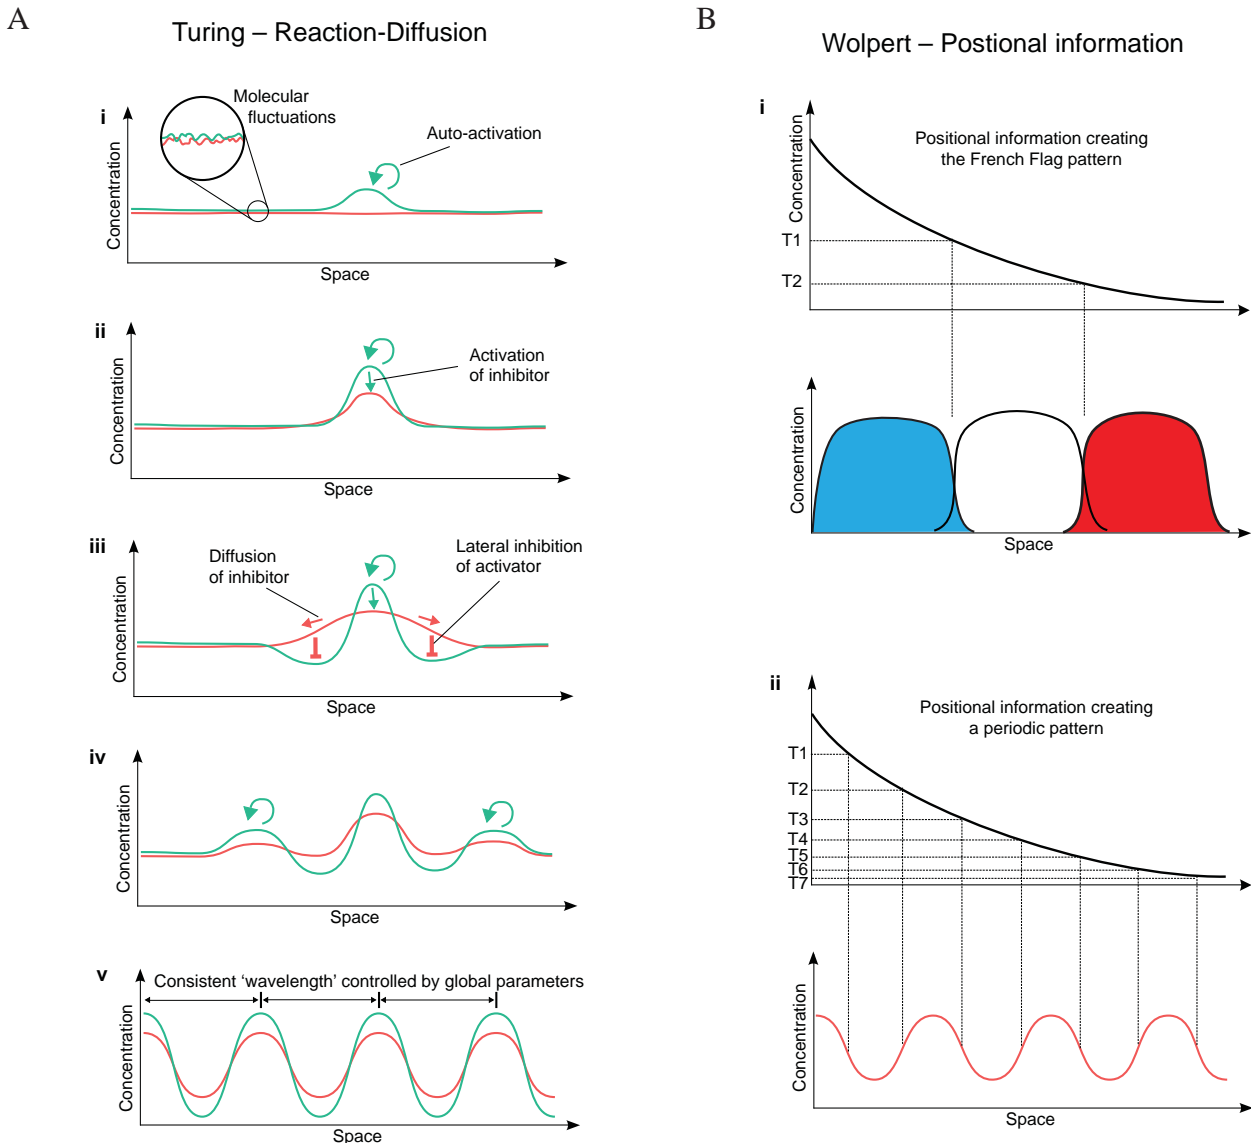 A
Turing – Reaction-Diffusion
i
Molecular
fluctuations
Auto-activation
Concentration
Space
ii
Activation
of inhibitor
Concentration
Space
iii
Diffusion
of inhibitor
Lateral inhibition
of activator
Concentration
Space
iv
Concentration
Space
v
Consistent ‘wavelength’ controlled by global parameters
Concentration
Space
B
Wolpert – Postional information
i
Positional information creating
the French Flag pattern
Concentration
T1
T2
Concentration
Space
ii
Positional information creating
a periodic pattern
T1
T2
T3
T4
T5
T6
T7
Concentration
Space